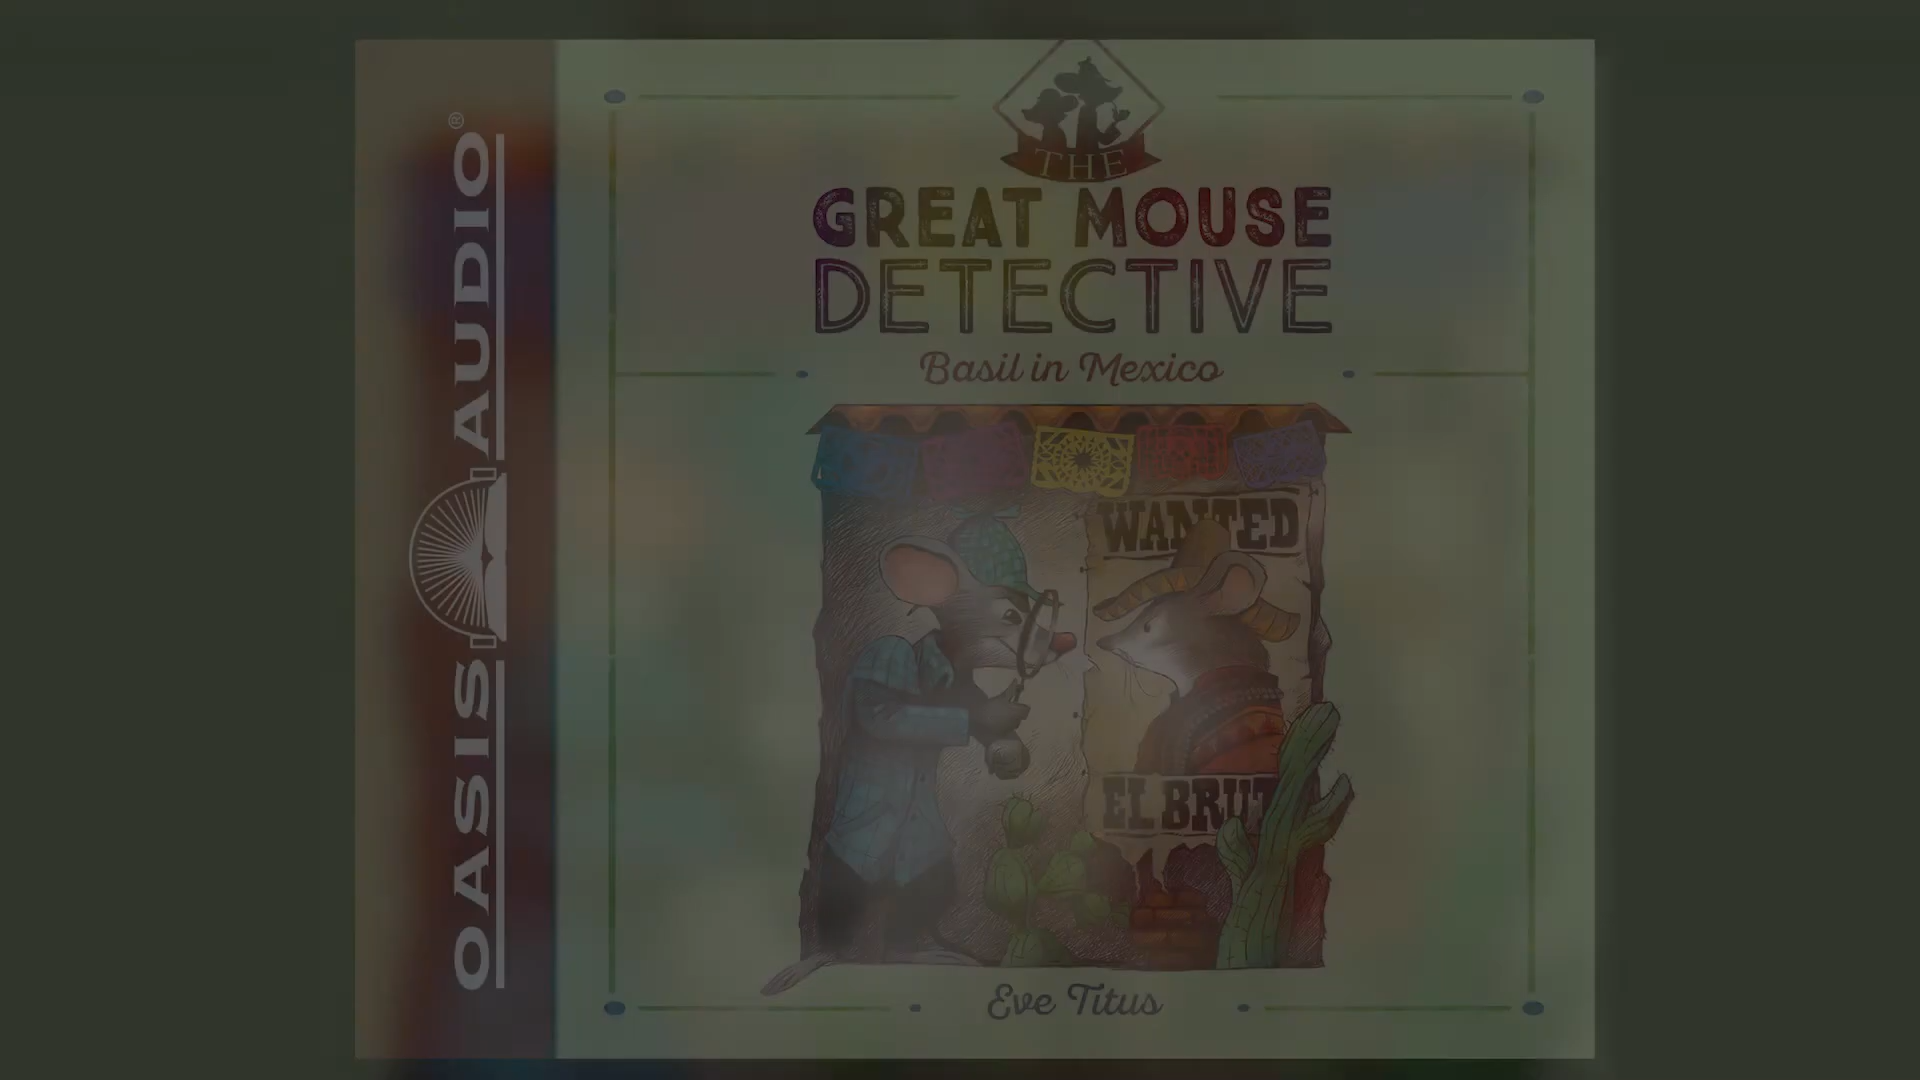 OASIS AUDIO®
THE
GREAT MOUSE
DETECTIVE
Basil in Mexico
WANTED
EL BRUT
Eve Titus